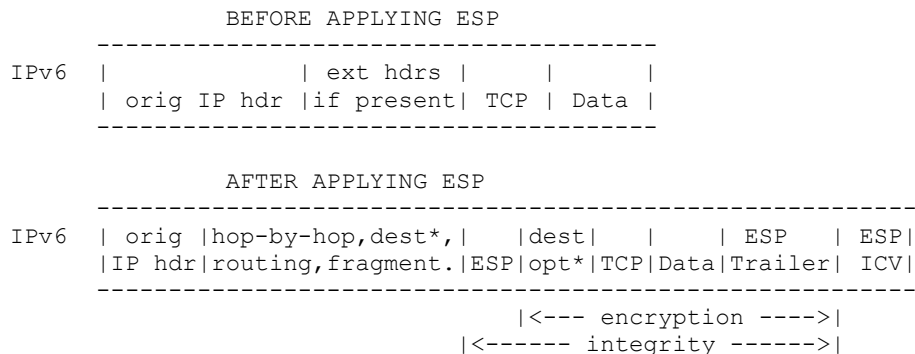 BEFORE APPLYING ESP
---------------------------------------
IPv6 | | ext hdrs | | |
| orig IP hdr |if present| TCP | Data |
---------------------------------------
AFTER APPLYING ESP
---------------------------------------------------------
IPv6 | orig |hop-by-hop,dest*,| |dest| | | ESP | ESP|
|IP hdr|routing,fragment.|ESP|opt*|TCP|Data|Trailer| ICV|
---------------------------------------------------------
|<--- encryption ---->|
|<------ integrity ------>|